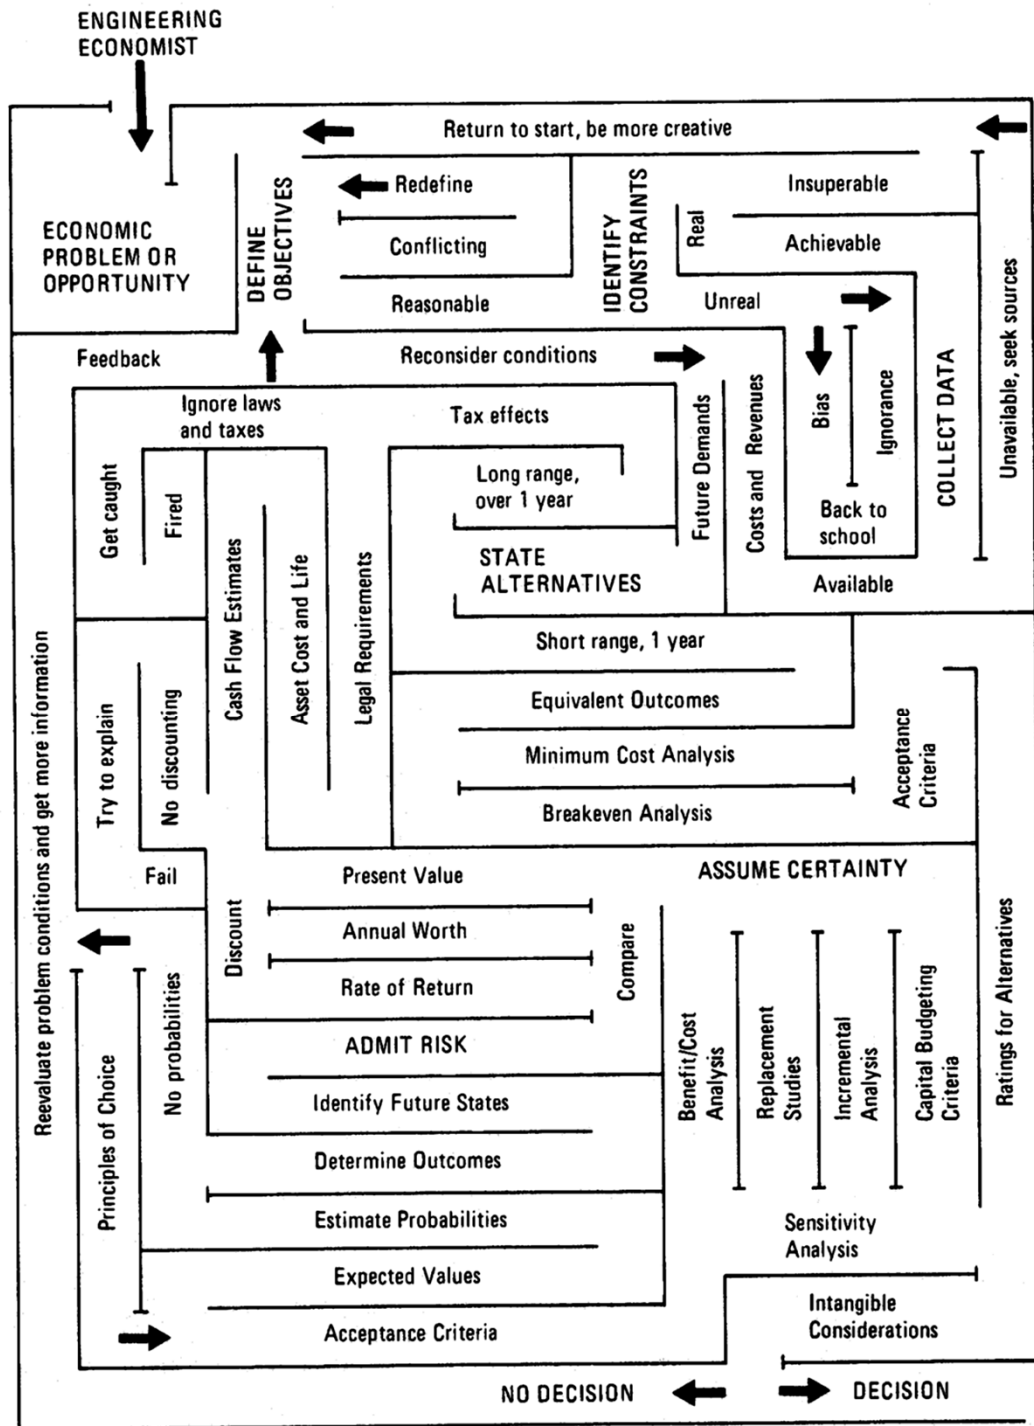 ENGINEERING
ECONOMIST
Return to start, be more creative
ECONOMIC
PROBLEM OR
OPPORTUNITY
DEFINE
OBJECTIVES
Redefine
Conflicting
Reasonable
IDENTIFY
CONSTRAINTS
Real
Insuperable
Achievable
Unreal
Bias
Ignorance
Back to
school
COLLECT DATA
Unavailable, seek sources
Available
Feedback
Reconsider conditions
Ignore laws
and taxes
Tax effects
Get caught
Fired
Long range,
over 1 year
Future Demands
Costs and Revenues
STATE
ALTERNATIVES
Short range, 1 year
Cash Flow Estimates
Asset Cost and Life
Legal Requirements
Equivalent Outcomes
Minimum Cost Analysis
Breakeven Analysis
Acceptance
Criteria
Reevaluate problem conditions and get more information
Try to explain
No discounting
Fail
Present Value
ASSUME CERTAINTY
Discount
Annual Worth
Rate of Return
Compare
ADMIT RISK
Identify Future States
Determine Outcomes
Estimate Probabilities
Expected Values
Acceptance Criteria
Principles of Choice
No probabilities
Benefit/Cost
Analysis
Replacement
Studies
Incremental
Analysis
Capital Budgeting
Criteria
Ratings for Alternatives
Sensitivity
Analysis
Intangible
Considerations
NO DECISION
DECISION